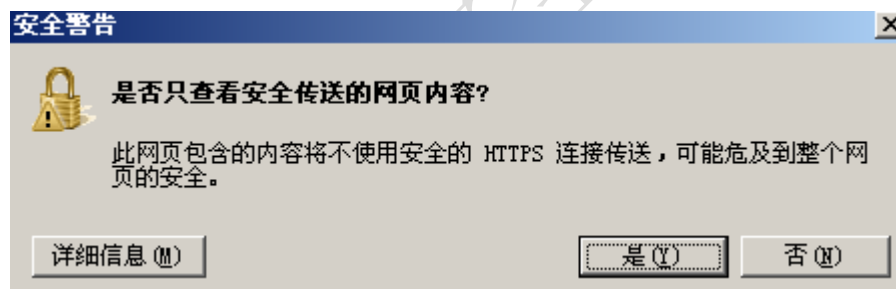 安全警告
是否只查看安全传送的网页内容?
此网页包含的内容将不使用安全的 HTTPS 连接传送，可能危及到整个网
页的安全。
详细信息(M) 是(Y) 否(N)